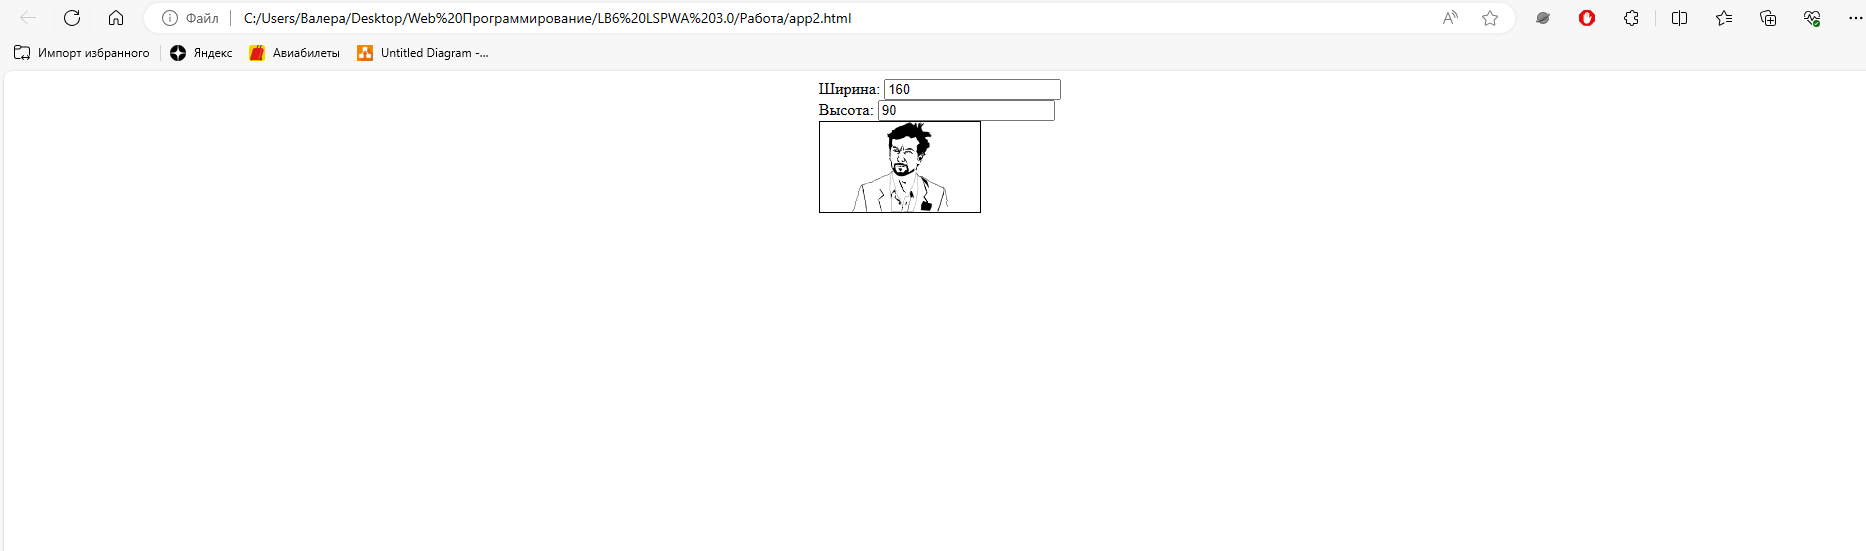 Файл C:/Users/Валера/Desktop/Web%20Программирование/LB6%20LSPWA%203.0/Работа/app2.html
Импорт избранного Яндекс Авиабилеты Untitled Diagram -...
Ширина: 160
Высота: 90